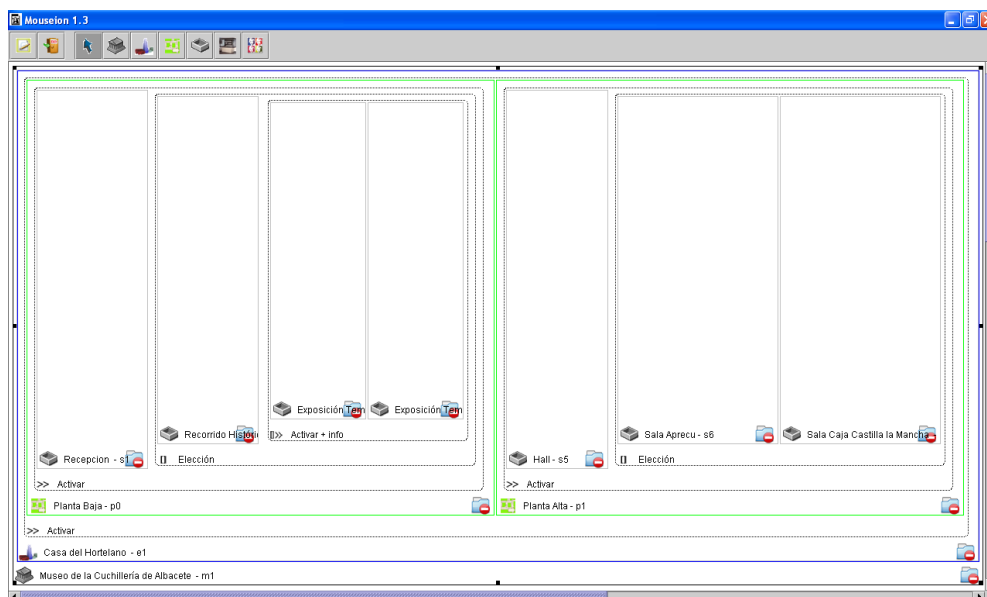 Mouseion 1.3
Exposición Tem
Exposición Tem
Recorrido Históric
[]>> Activar + info
Sala Aprecu - s6
Sala Caja Castilla la Mancha
Recepcion - s1
[] Elección
Hall - s5
[] Elección
>> Activar
>> Activar
Planta Baja - p0
Planta Alta - p1
>> Activar
Casa del Hortelano - e1
Museo de la Cuchillería de Albacete - m1